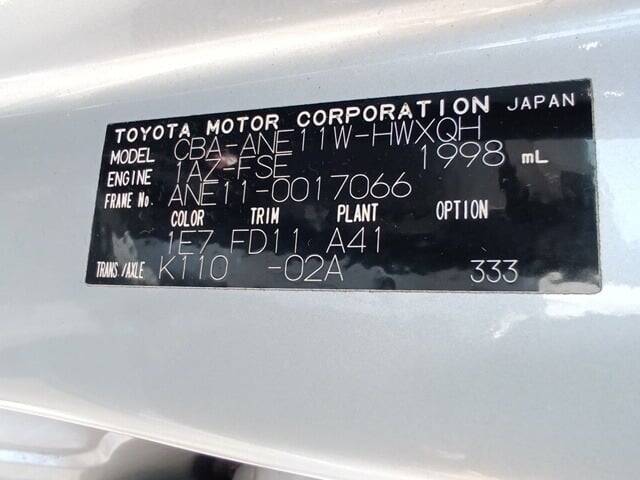 TOYOTA MOTOR CORPORATION JAPAN
MODEL CBA-ANE11W-HWXQH
ENGINE 1AZ-FSE 1998 mL
FRAME No. ANE11-0017066
COLOR TRIM PLANT OPTION
1E7 FD11 A41
TRANS/AXLE K110 -02A 333